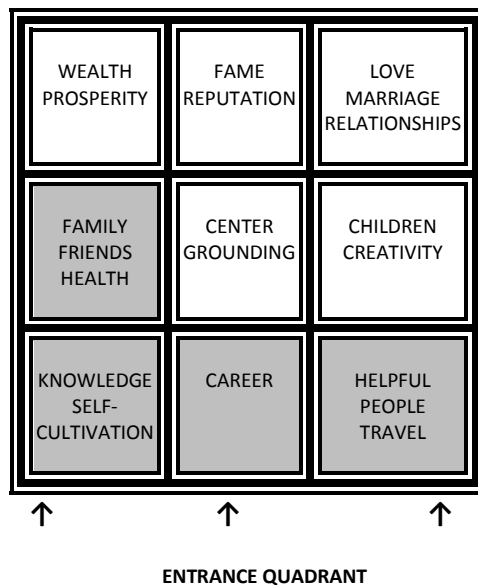 WEALTH
PROSPERITY
FAME
REPUTATION
LOVE
MARRIAGE
RELATIONSHIPS
FAMILY
FRIENDS
HEALTH
CENTER
GROUNDING
CHILDREN
CREATIVITY
KNOWLEDGE
SELF-
CULTIVATION
CAREER
HELPFUL
PEOPLE
TRAVEL
ENTRANCE QUADRANT